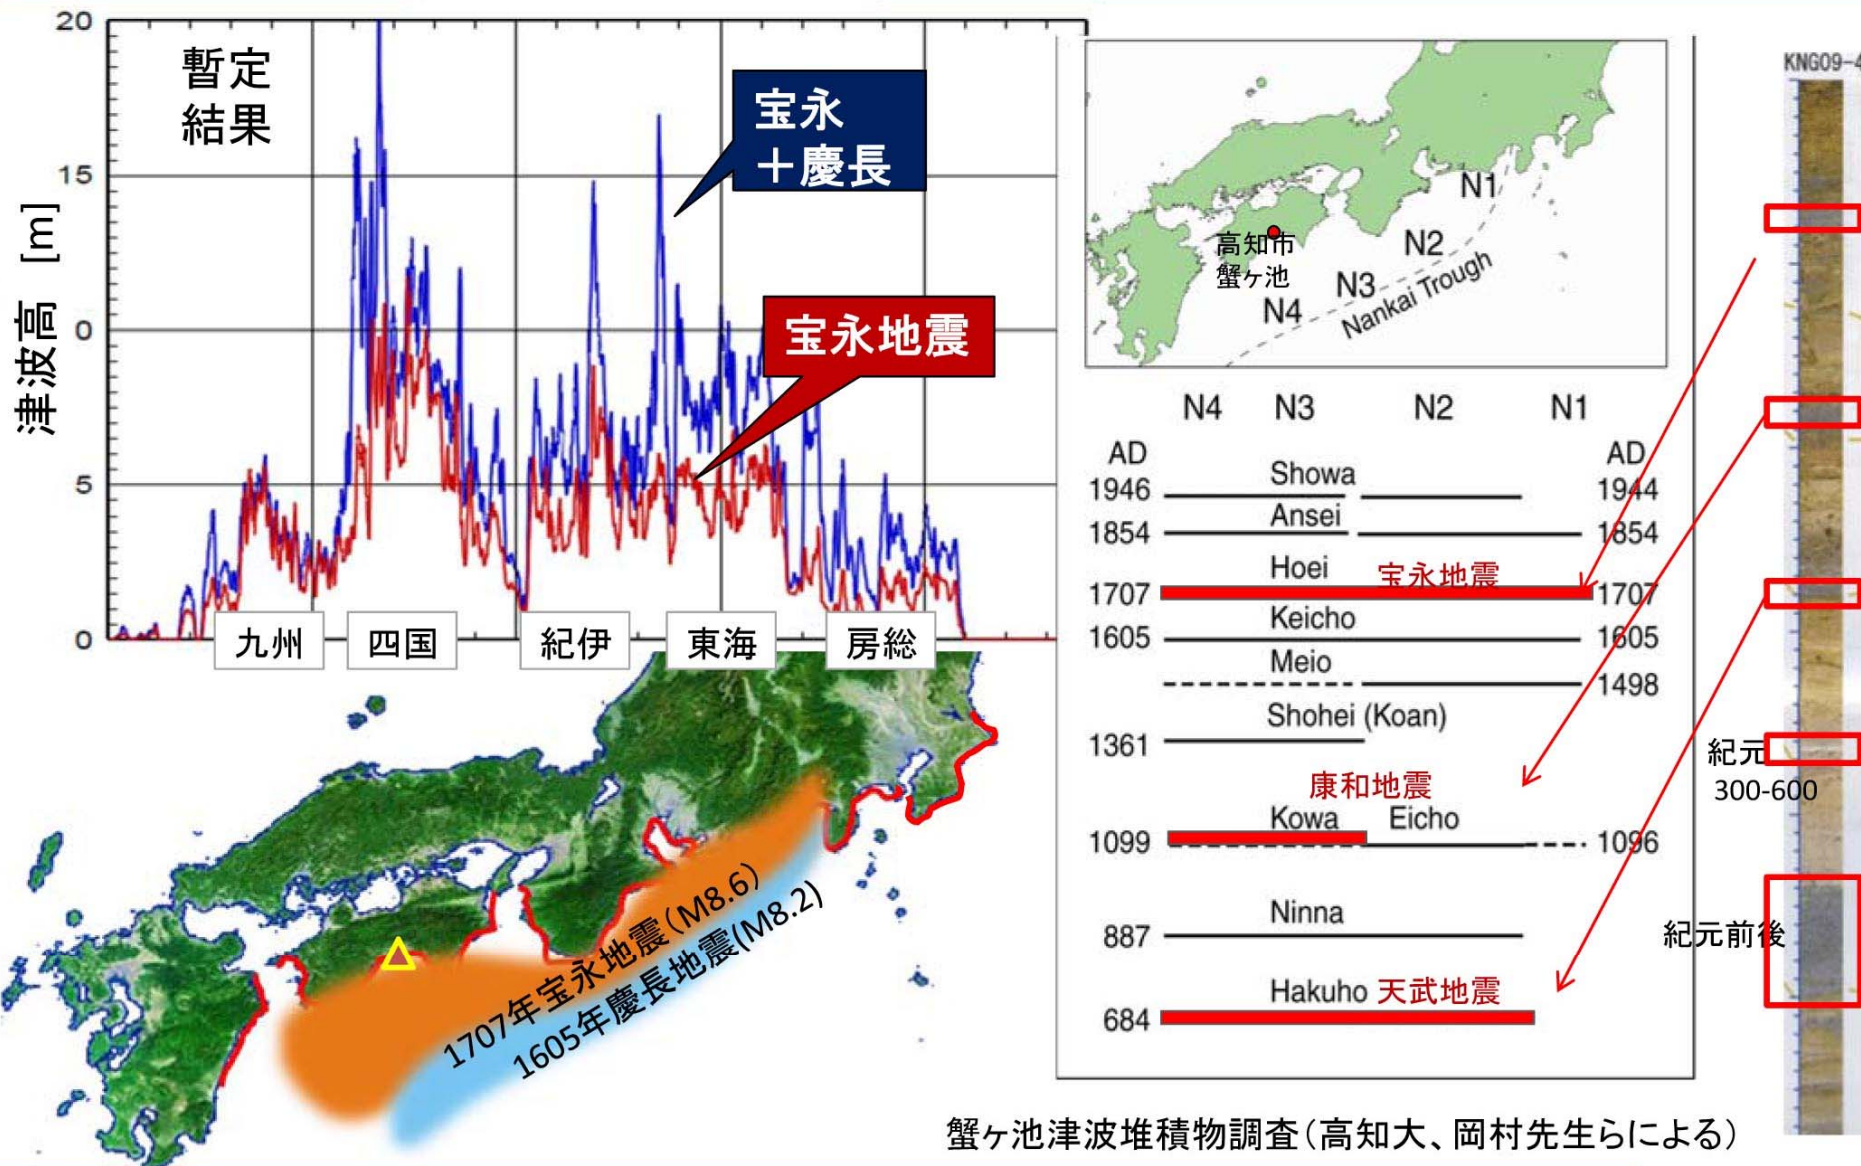 20
15
0
5
0
津波高 [m]
暫定
結果
宝永
＋慶長
宝永地震
九州
四国
紀伊
東海
房総
1707年宝永地震（M8.6）
1605年慶長地震(M8.2)
高知市
蟹ヶ池
N1
N2
N3
N4
Nankai Trough
N4 N3 N2 N1
AD AD
Showa
1946 1944
Ansei
1854 1854
Hoei 宝永地震
1707 1707
Keicho
1605 1605
Meio
1498
Shohei (Koan)
1361
康和地震
Kowa Eicho
1099 1096
Ninna
887
Hakuho 天武地震
684
KNG09-4
紀元
300-600
紀元前後
蟹ヶ池津波堆積物調査（高知大、岡村先生らによる）